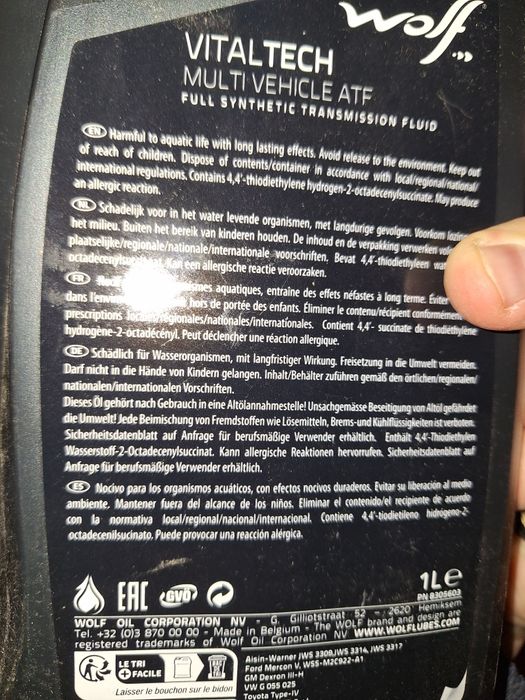 wolf
VITALTECH
MULTI VEHICLE ATF
FULL SYNTHETIC TRANSMISSION FLUID
EN Harmful to aquatic life with long lasting effects. Avoid release to the environment. Keep out
of reach of children. Dispose of contents/container in accordance with local/regional/national/
international regulations. Contains 4,4'-thiodiethylene hydrogen-2-octadecenylsuccinate. May produce
an allergic reaction.
NL Schadelijk voor in het water levende organismen, met langdurige gevolgen. Voorkom lozing
het milieu. Buiten het bereik van kinderen houden. De inhoud en de verpakking verwerken
plaatselijke/regionale/nationale/internationale voorschriften. Bevat 4,4'-thiodiethyleen
Kan een allergische reactie veroorzaken.
FR aquatiques, entraîne des effets néfastes à long terme. Éviter
dans hors de portée des enfants. Éliminer le contenu/récipient conformément
prescriptions locales/régionales/nationales/internationales. Contient 4,4'- succinate de thiodiéthylène
hydrogène-2-octadécényl. Peut déclencher une réaction allergique.
DE Schädlich für Wasserorganismen, mit langfristiger Wirkung. Freisetzung in die Umwelt vermeiden.
Darf nicht in die Hände von Kindern gelangen. Inhalt/Behälter zuführen gemäß den örtlichen/regionalen/
nationalen/internationalen Vorschriften.
Dieses Öl gehört nach Gebrauch in eine Altölannahmestelle! Unsachgemässe Beseitigung von Altöl gefährdet
die Umwelt! Jede Beimischung von Fremdstoffen wie Lösemitteln, Brems-und Kühlflüssigkeiten ist verboten.
Sicherheitsdatenblatt auf Anfrage für berufsmäßige Verwender erhältlich. Enthält 4,4'-Thiodiethylen
Wasserstoff-2-Octadecenylsuccinat. Kann allergische Reaktionen hervorrufen. Sicherheitsdatenblatt auf
Anfrage für berufsmäßige Verwender erhältlich.
ES Nocivo para los organismos acuáticos, con efectos nocivos duraderos. Evitar su liberación al medio
ambiente. Mantener fuera del alcance de los niños. Eliminar el contenido/el recipiente de acuerdo
con la normativa local/regional/nacional/internacional. Contiene 4,4'-tiodietileno hidrógeno-2-
octadecenilsucinato. Puede provocar una reacción alérgica.
EAC GVÖ
1L e
PN 8305603
WOLF OIL CORPORATION NV - G. Gilliotstraat 52 - 2620 Hemiksem
Tel. +32 (0)3 870 00 00 - Made in Belgium - The WOLF brand and design are
registered trademarks of Wolf Oil Corporation NV WWW.WOLFLUBES.COM
LE TRI
+ FACILE
Laisser le bouchon sur le bidon
Aisin-Warner JWS 3309, JWS 3314, JWS 3317
Ford Mercon V, WSS-M2C922-A1
GM Dexron III-H
VW G 055 025
Toyota Type-IV